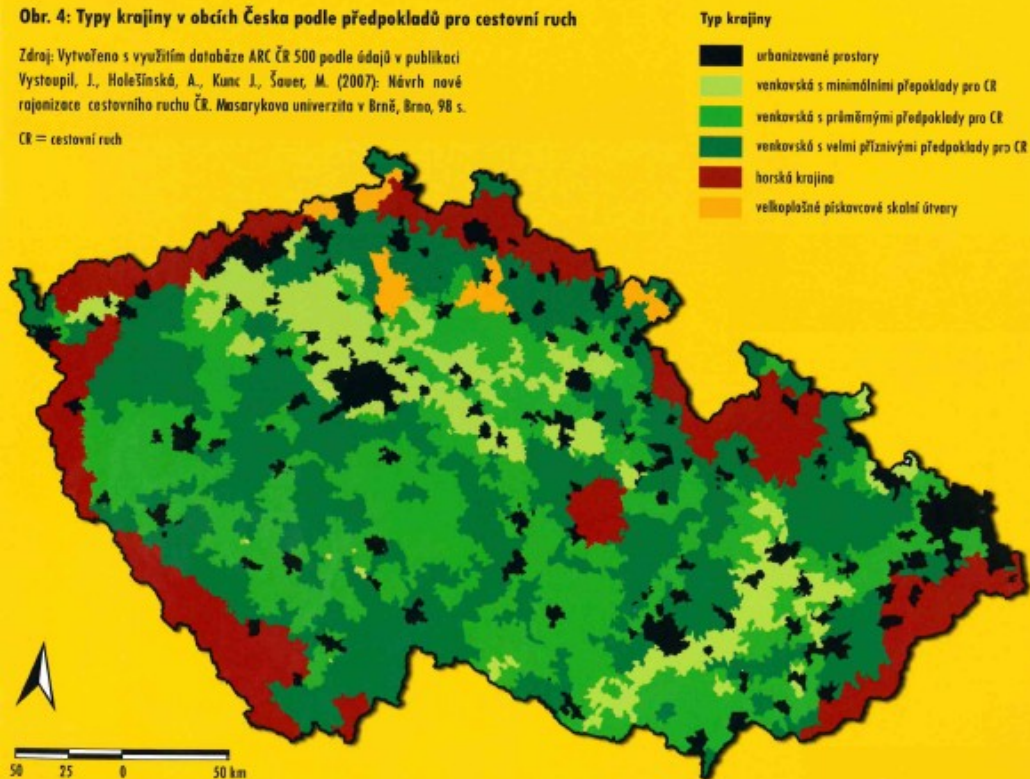 Obr. 4: Typy krajiny v obcích Česka podle předpokladů pro cestovní ruch
Zdroj: Vytvořeno s využitím databáze ARC ČR 500 podle údajů v publikaci
Vystoupil, J., Holešinská, A., Kunc J., Šauer, M. (2007): Návrh nové
rajonizace cestovního ruchu ČR. Masarykova univerzita v Brně, Brno, 98 s.
CR = cestovní ruch
Typ krajiny
urbanizované prostory
venkovská s minimálními přepoklady pro CR
venkovská s průměrnými předpoklady pro CR
venkovská s velmi příznivými předpoklady pro CR
horská krajina
velkoplošné pískovcové skalní útvary
50 25 0 50 km